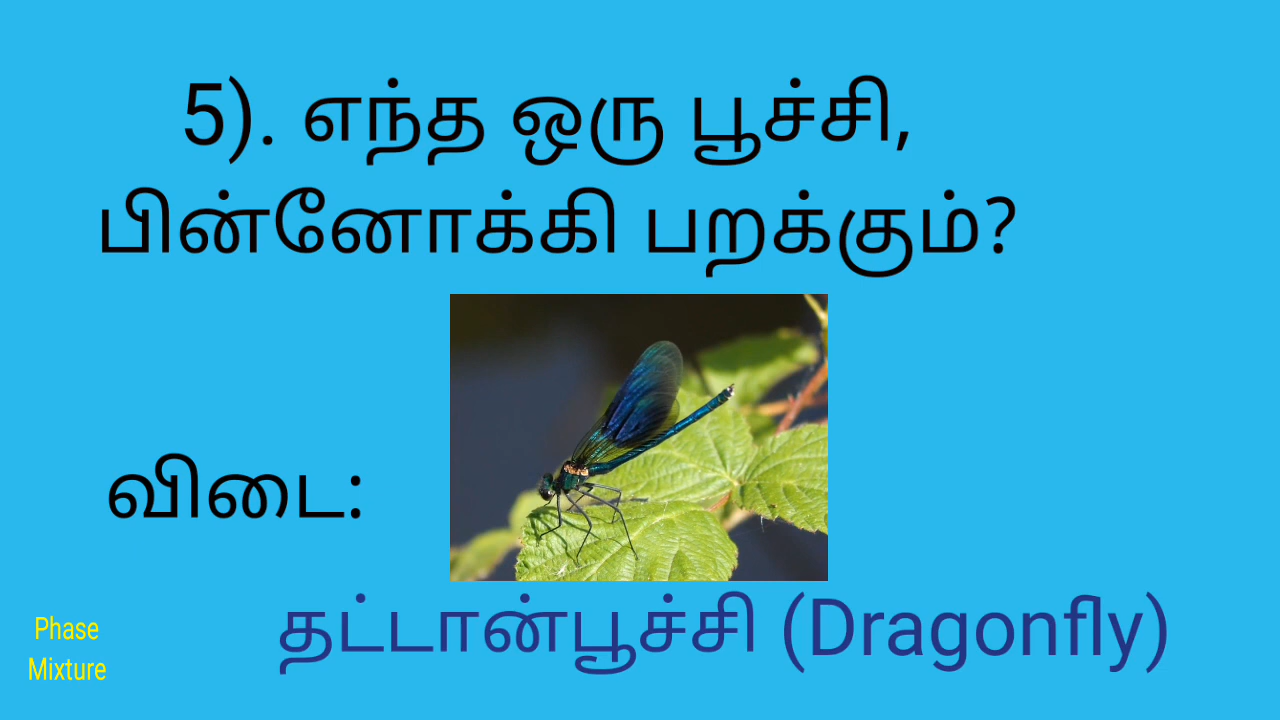 5). எந்த ஒரு பூச்சி,
பின்னோக்கி பறக்கும்?
விடை:
தட்டான்பூச்சி (Dragonfly)
Phase
Mixture